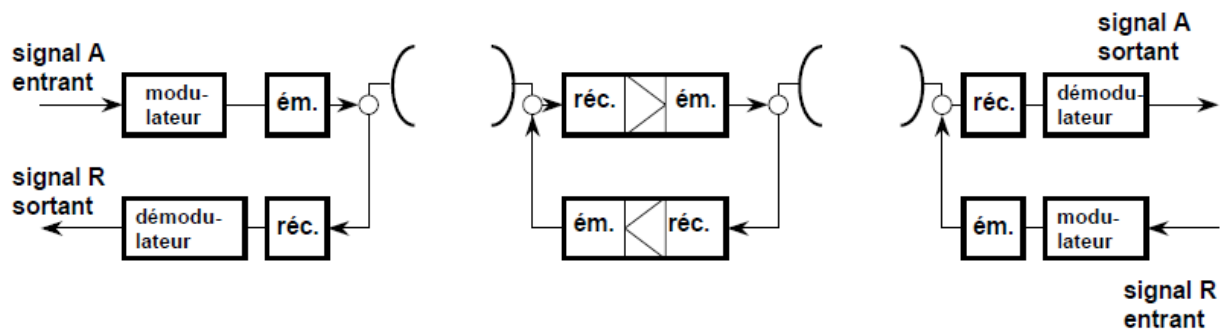 signal A
entrant
modu-
lateur
ém.
réc.
ém.
réc.
démodu-
lateur
signal A
sortant
signal R
sortant
démodu-
lateur
réc.
ém.
réc.
ém.
modu-
lateur
signal R
entrant